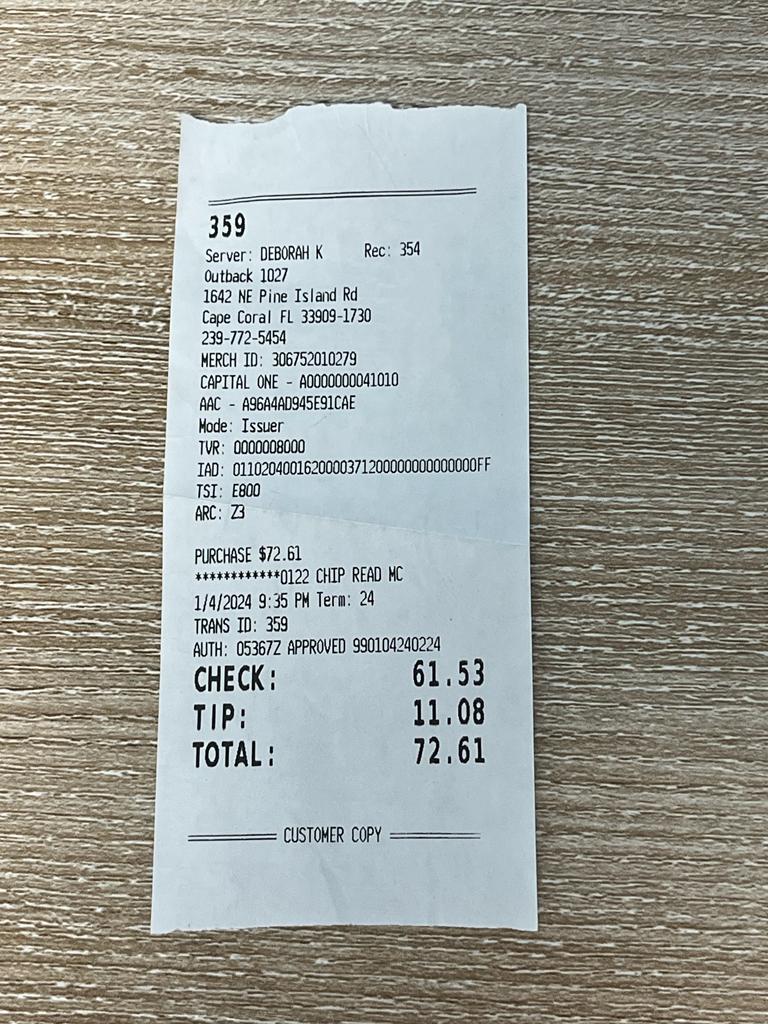 359
Server: DEBORAH K Rec: 354
Outback 1027
1642 NE Pine Island Rd
Cape Coral FL 33909-1730
239-772-5454
MERCH ID: 306752010279
CAPITAL ONE - A0000000041010
AAC - A96A4AD945E91CAE
Mode: Issuer
TVR: 0000008000
IAD: 0110204001620000371200000000000000FF
TSI: E800
ARC: Z3
PURCHASE $72.61
************0122 CHIP READ MC
1/4/2024 9:35 PM Term: 24
TRANS ID: 359
AUTH: 05367Z APPROVED 990104240224
CHECK: 61.53
TIP: 11.08
TOTAL: 72.61
CUSTOMER COPY